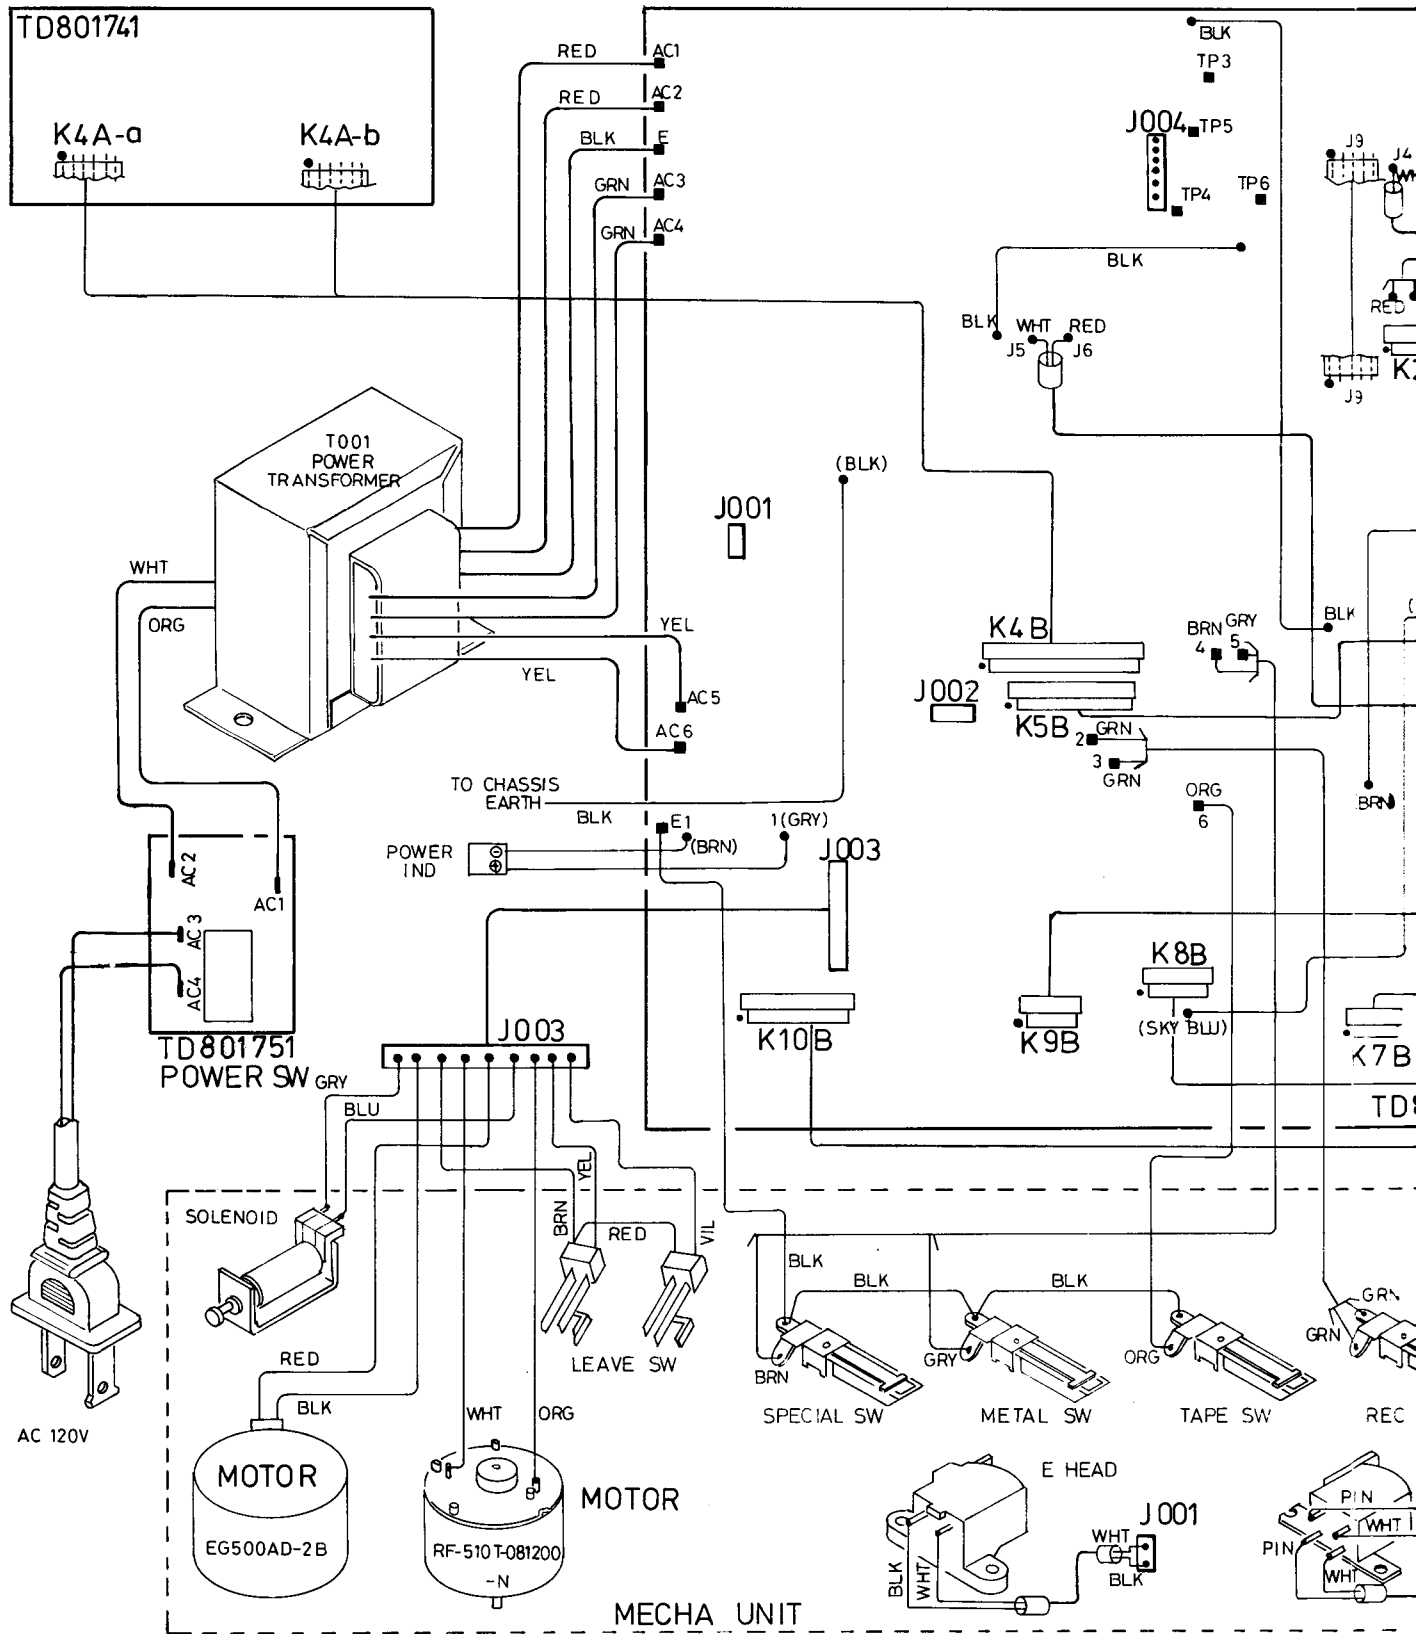 TD801741
K4A-a
K4A-b
RED
AC1
RED
AC2
BLK
E
GRN
AC3
GRN
AC4
BLK
TP3
J004
TP5
TP4
TP6
BLK
BLK
WHT
RED
J5
J6
J9
J4
RED
J9
T001
POWER
TRANSFORMER
WHT
ORG
YEL
YEL
AC5
AC6
(BLK)
J001
K4B
J002
K5B
2
GRN
3
GRN
BRN
GRY
4
5
BLK
ORG
6
BRN
TO CHASSIS
EARTH
BLK
E1
(BRN)
1(GRY)
POWER
IND
J003
AC2
AC1
AC3
AC4
TD801751
POWER SW
J003
K10B
K9B
K8B
(SKY BLU)
K7B
GRY
BLU
SOLENOID
BRN
YEL
RED
VIL
LEAVE SW
BLK
BLK
BLK
BRN
GRY
ORG
GRN
GRN
SPECIAL SW
METAL SW
TAPE SW
REC
AC 120V
RED
BLK
MOTOR
EG500AD-2B
WHT
ORG
MOTOR
RF-510T-081200
-N
E HEAD
BLK
WHT
WHT
BLK
J001
PIN
WHT
PIN
WHT
MECHA UNIT